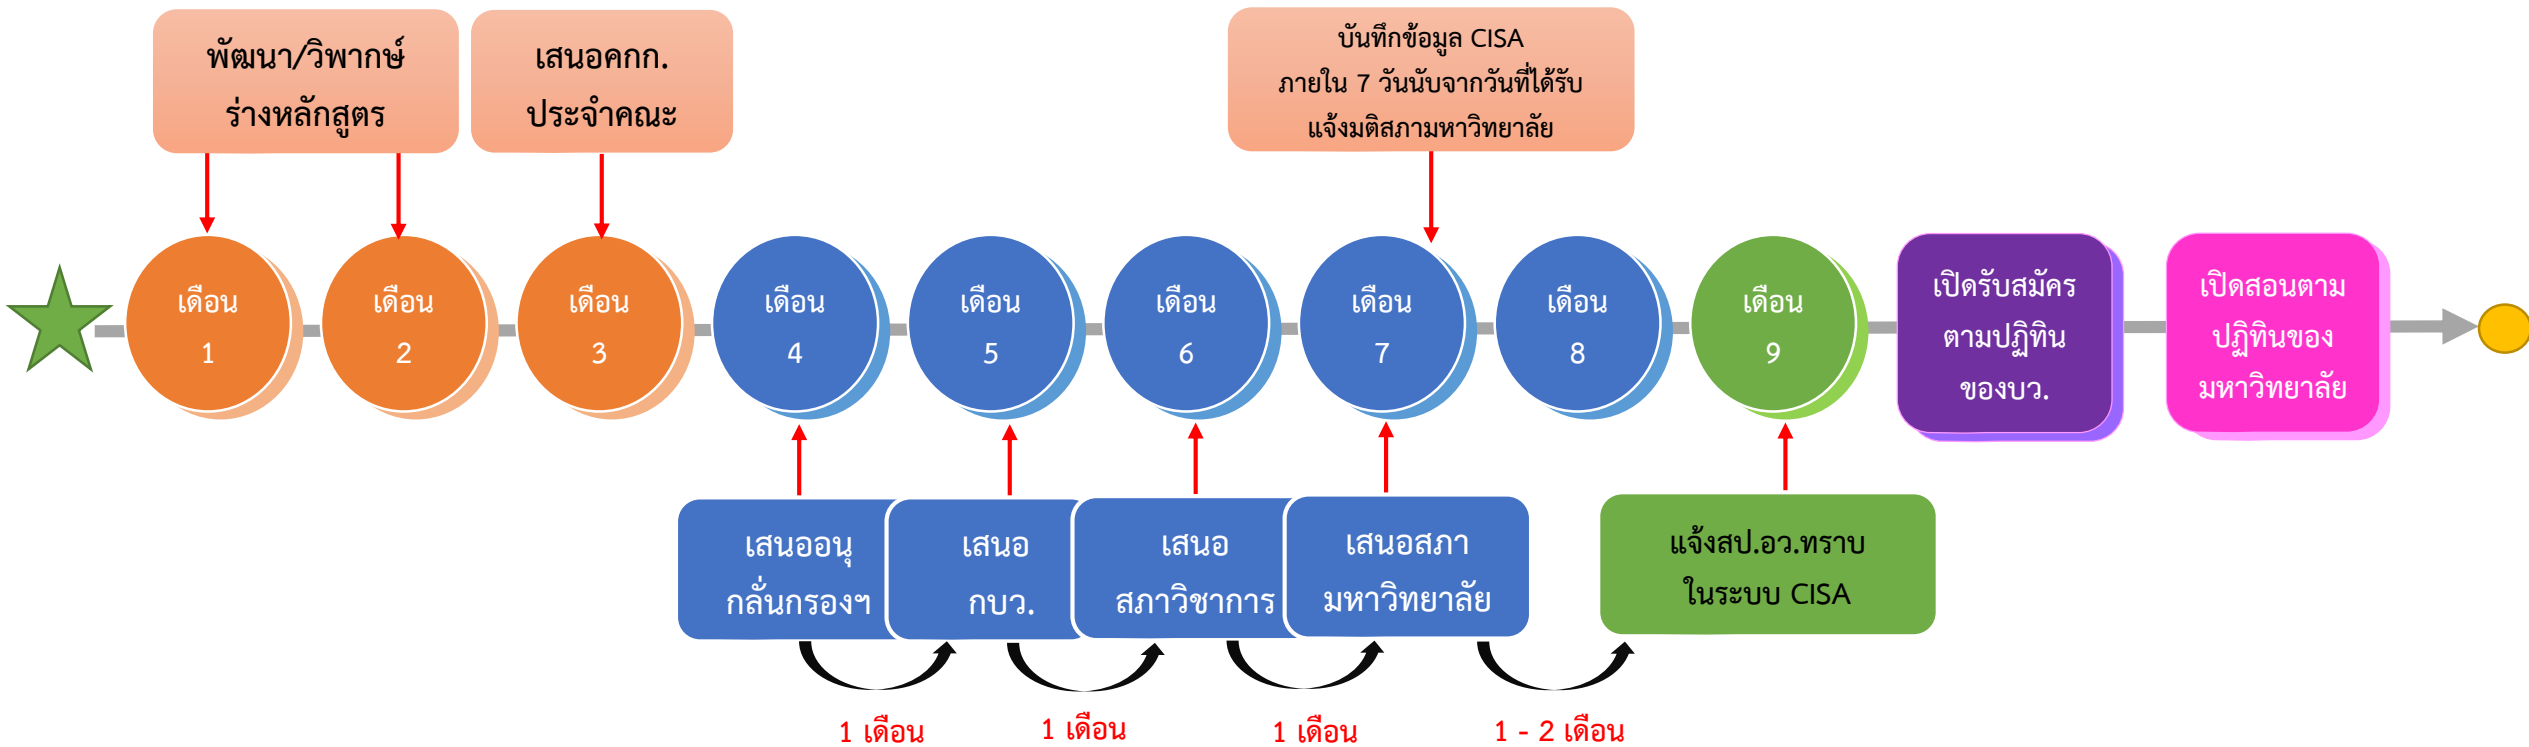 พัฒนา/วิพากษ์
ร่างหลักสูตร
เสนอคกก.
ประจำคณะ
บันทึกข้อมูล CISA
ภายใน 7 วันนับจากวันที่ได้รับ
แจ้งมติสภามหาวิทยาลัย
เดือน
1
เดือน
2
เดือน
3
เดือน
4
เดือน
5
เดือน
6
เดือน
7
เดือน
8
เดือน
9
เปิดรับสมัคร
ตามปฏิทิน
ของบว.
เปิดสอนตาม
ปฏิทินของ
มหาวิทยาลัย
เสนออนุ
กลั่นกรองฯ
เสนอ
กบว.
เสนอ
สภาวิชาการ
เสนอสภา
มหาวิทยาลัย
แจ้งสป.อว.ทราบ
ในระบบ CISA
1 เดือน
1 เดือน
1 เดือน
1 - 2 เดือน